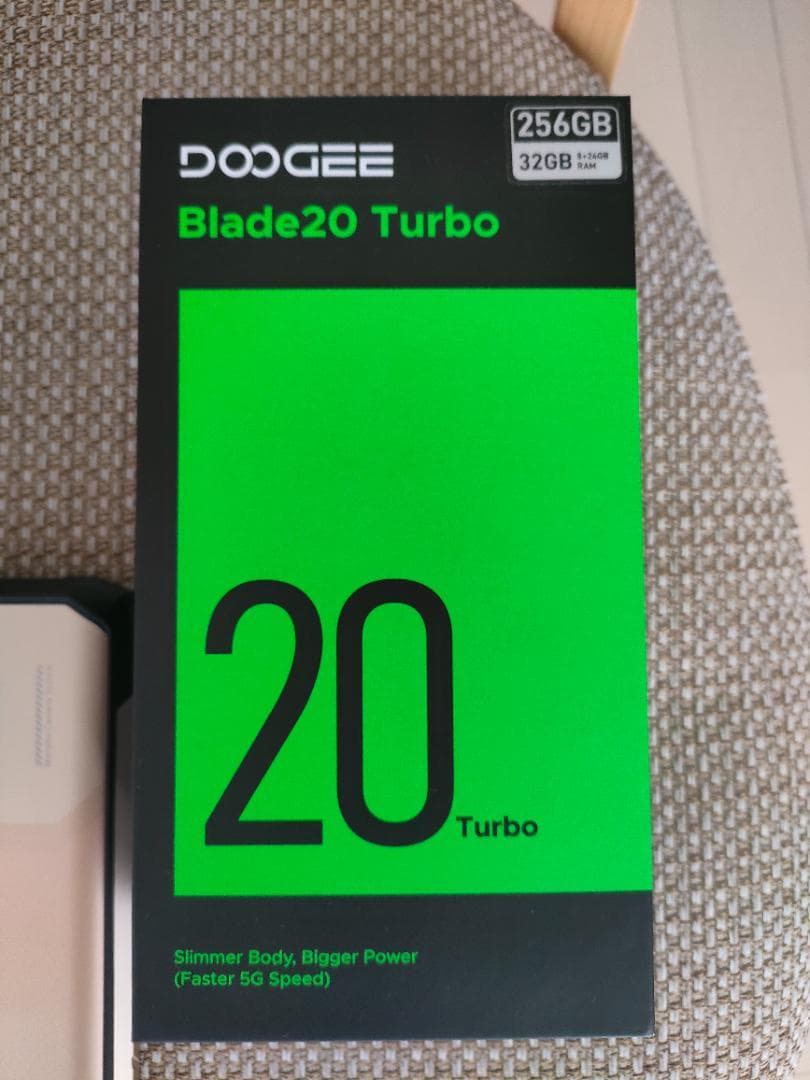 DOOGEE
256GB
32GB 8+24GB
RAM
Blade20 Turbo
20 Turbo
Slimmer Body, Bigger Power
(Faster 5G Speed)